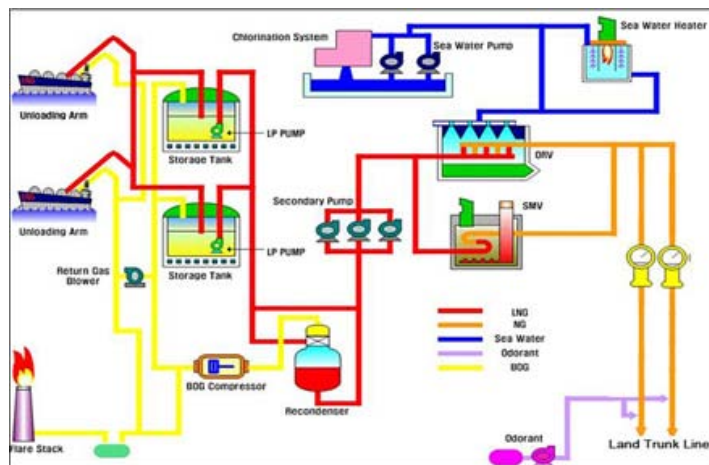 Chlorination System
Sea Water Pump
Sea Water Heater
Unloading Arm
LP PUMP
Storage Tank
ORV
Secondary Pump
SMV
Unloading Arm
LP PUMP
Storage Tank
Return Gas
Blower
LNG
NG
Sea Water
Odorant
BOG
BOG Compressor
Recondenser
Flare Stack
Odorant
Land Trunk Line